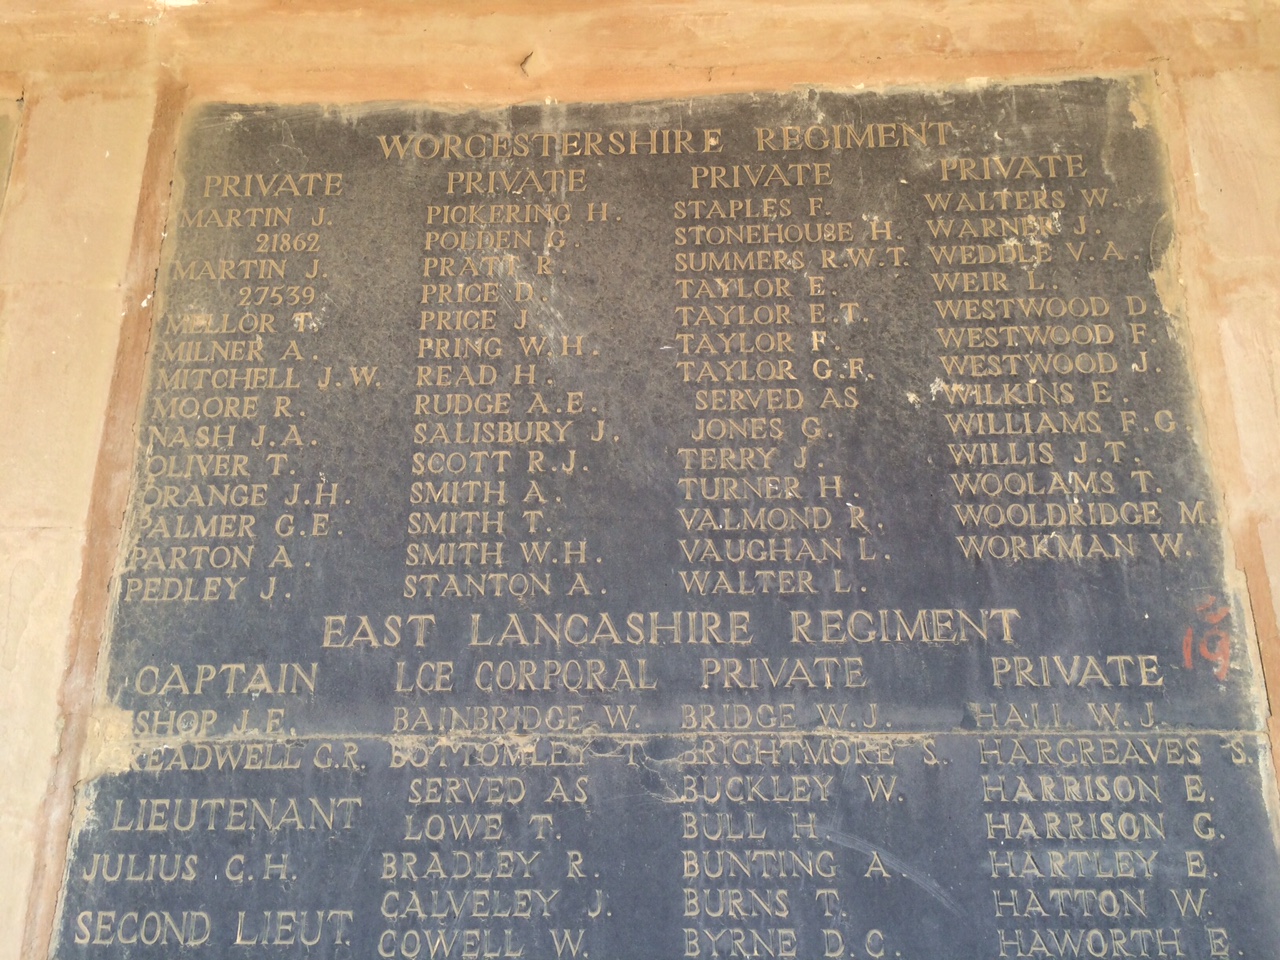 WORCESTERSHIRE REGIMENT
PRIVATE
MARTIN J.
21862
MARTIN J.
27539
MELLOR T.
MILNER A.
MITCHELL J.W.
MOORE R.
NASH J.A.
OLIVER T.
ORANGE J.H.
PALMER G.E.
PARTON A.
PEDLEY J.
PRIVATE
PICKERING H.
POLDEN G.
PRATT R.
PRICE D.
PRICE J.
PRING W.H.
READ H.
RUDGE A.E.
SALISBURY J.
SCOTT R.J.
SMITH A.
SMITH T.
SMITH W.H.
STANTON A.
PRIVATE
STAPLES F.
STONEHOUSE H.
SUMMERS R.W.T.
TAYLOR E.
TAYLOR E.T.
TAYLOR F.
TAYLOR G.F.
SERVED AS
JONES G.
TERRY J.
TURNER H.
VALMOND R.
VAUGHAN L.
WALTER L.
PRIVATE
WALTERS W.
WARNER J.
WEDDLE V.A.
WEIR L.
WESTWOOD D.
WESTWOOD F.
WESTWOOD J.
WILKINS E.
WILLIAMS F.G.
WILLIS J.T.
WOOLAMS T.
WOOLDRIDGE M.
WORKMAN W.
EAST LANCASHIRE REGIMENT
CAPTAIN
SHOP J.E.
READWELL G.R.
LIEUTENANT
JULIUS C.H.
SECOND LIEUT
LCE CORPORAL
BAINBRIDGE W.
BOTTOMLEY J.
SERVED AS
LOWE T.
BRADLEY R.
CALVELEY J.
COWELL W.
PRIVATE
BRIDGE W.J.
BRIGHTMORE S.
BUCKLEY W.
BULL H.
BUNTING A.
BURNS T.
BYRNE D.C.
PRIVATE
HALL W.J.
HARGREAVES S.
HARRISON E.
HARRISON G.
HARTLEY E.
HATTON W.
HAWORTH E.
19